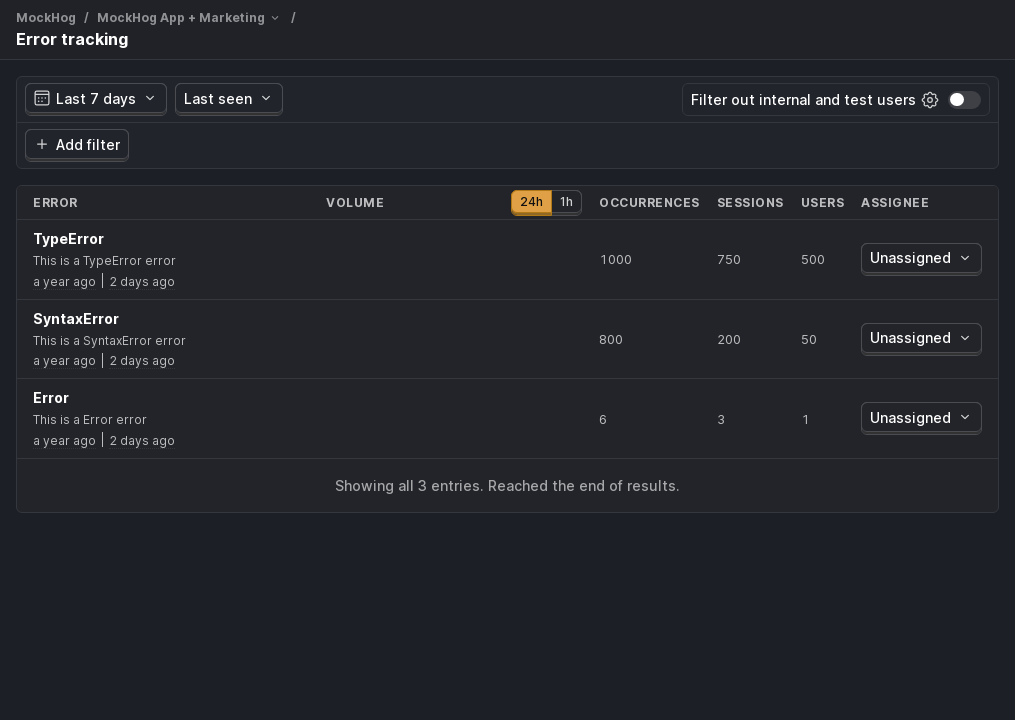 MockHog / MockHog App + Marketing /
Error tracking
Last 7 days Last seen Filter out internal and test users
Add filter
ERROR VOLUME 24h 1h OCCURRENCES SESSIONS USERS ASSIGNEE
TypeError
This is a TypeError error
a year ago | 2 days ago
1000 750 500 Unassigned
SyntaxError
This is a SyntaxError error
a year ago | 2 days ago
800 200 50 Unassigned
Error
This is a Error error
a year ago | 2 days ago
6 3 1 Unassigned
Showing all 3 entries. Reached the end of results.